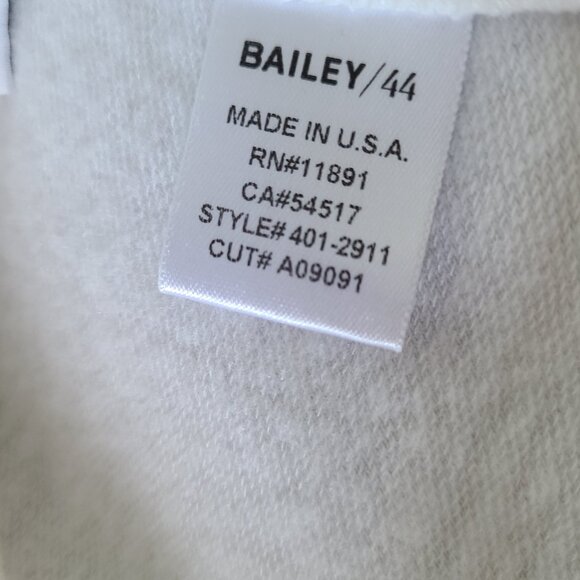 BAILEY/44
MADE IN U.S.A.
RN#11891
CA#54517
STYLE# 401-2911
CUT# A09091